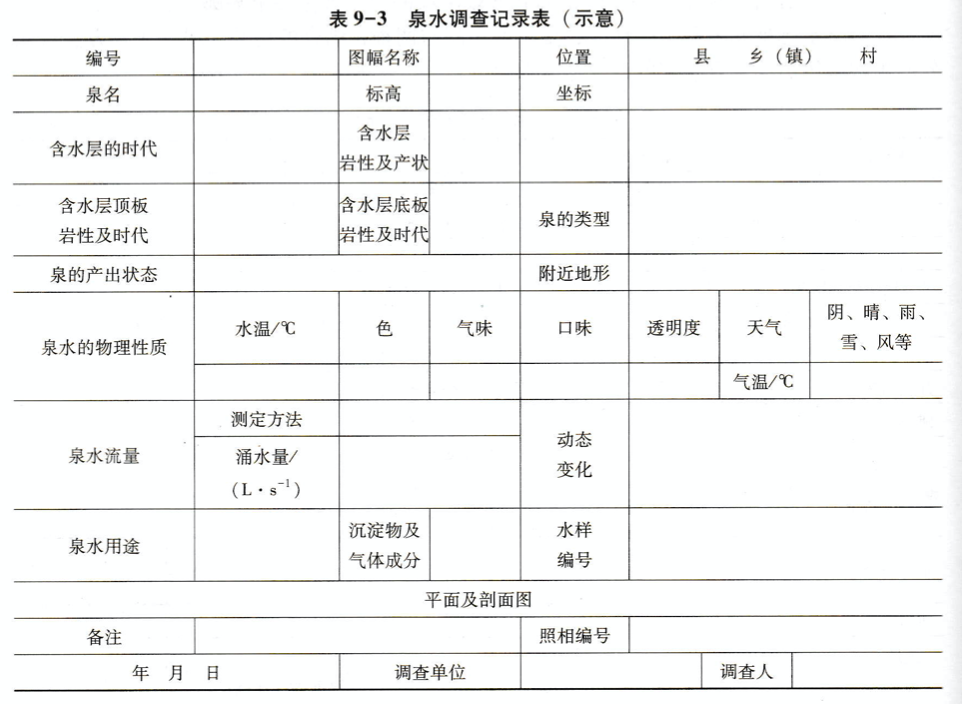 表 9-3 泉水调查记录表（示意）
编号 图幅名称 位置 县 乡（镇） 村
泉名 标高 坐标
含水层的时代 含水层
岩性及产状
含水层顶板
岩性及时代 含水层底板
岩性及时代 泉的类型
泉的产出状态 附近地形
泉水的物理性质 水温/℃ 色 气味 口味 透明度 天气 阴、晴、雨、
雪、风等
气温/℃
泉水流量 测定方法
涌水量/
(L·s⁻¹) 动态
变化
泉水用途 沉淀物及
气体成分 水样
编号
平面及剖面图
备注 照相编号
年 月 日 调查单位 调查人